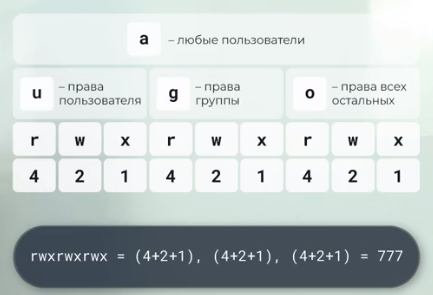 a – любые пользователи
u – права пользователя g – права группы o – права всех остальных
r w x r w x r w x
4 2 1 4 2 1 4 2 1
rwxrwxrwx = (4+2+1), (4+2+1), (4+2+1) = 777